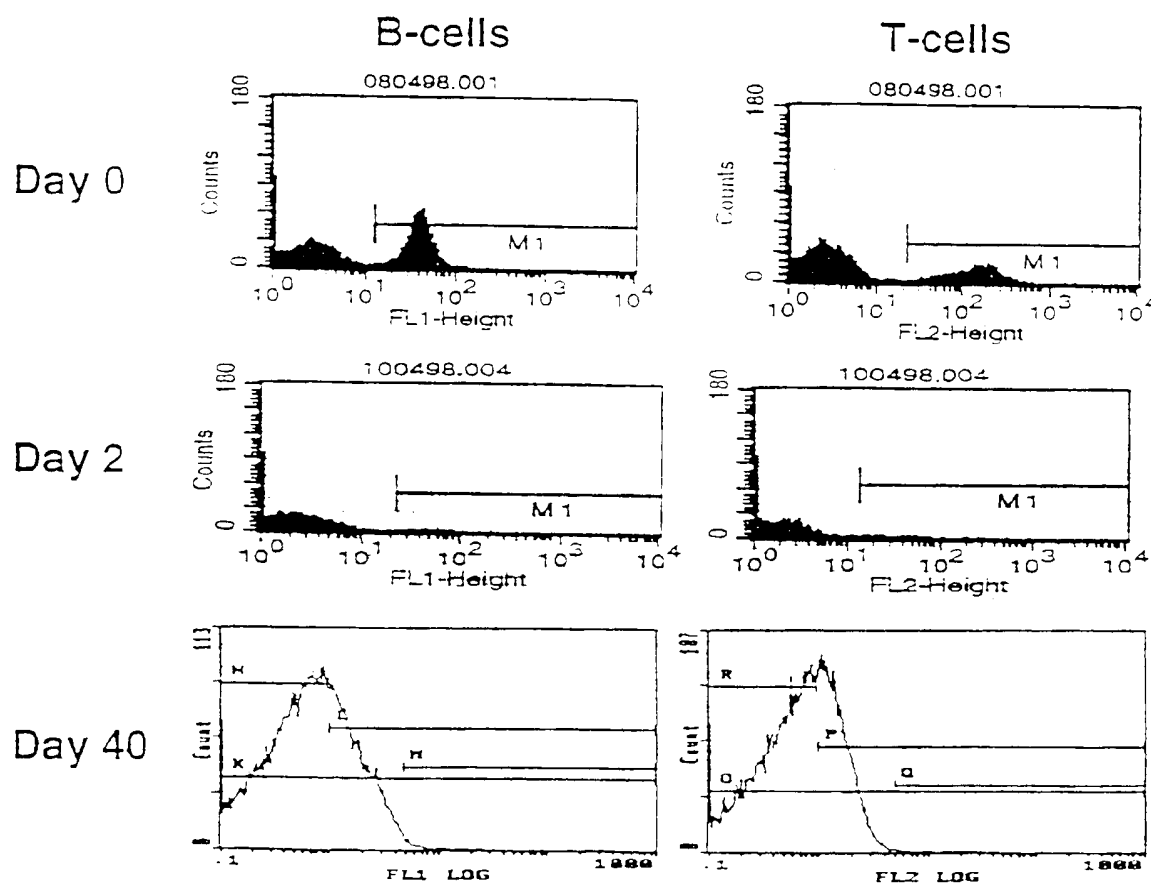 B-cells
T-cells
Day 0
080498.001
180
Counts
0
M1
10^0 10^1 10^2 10^3 10^4
FL1-Height
080498.001
180
Counts
0
M1
10^0 10^1 10^2 10^3 10^4
FL2-Height
Day 2
100498.004
180
Counts
0
M1
10^0 10^1 10^2 10^3 10^4
FL1-Height
100498.004
180
0
M1
10^0 10^1 10^2 10^3 10^4
FL2-Height
Day 40
113
Count
K
.1 1000
FL1 LOG
Count
R
P
Q
.1 1000
FL2 LOG